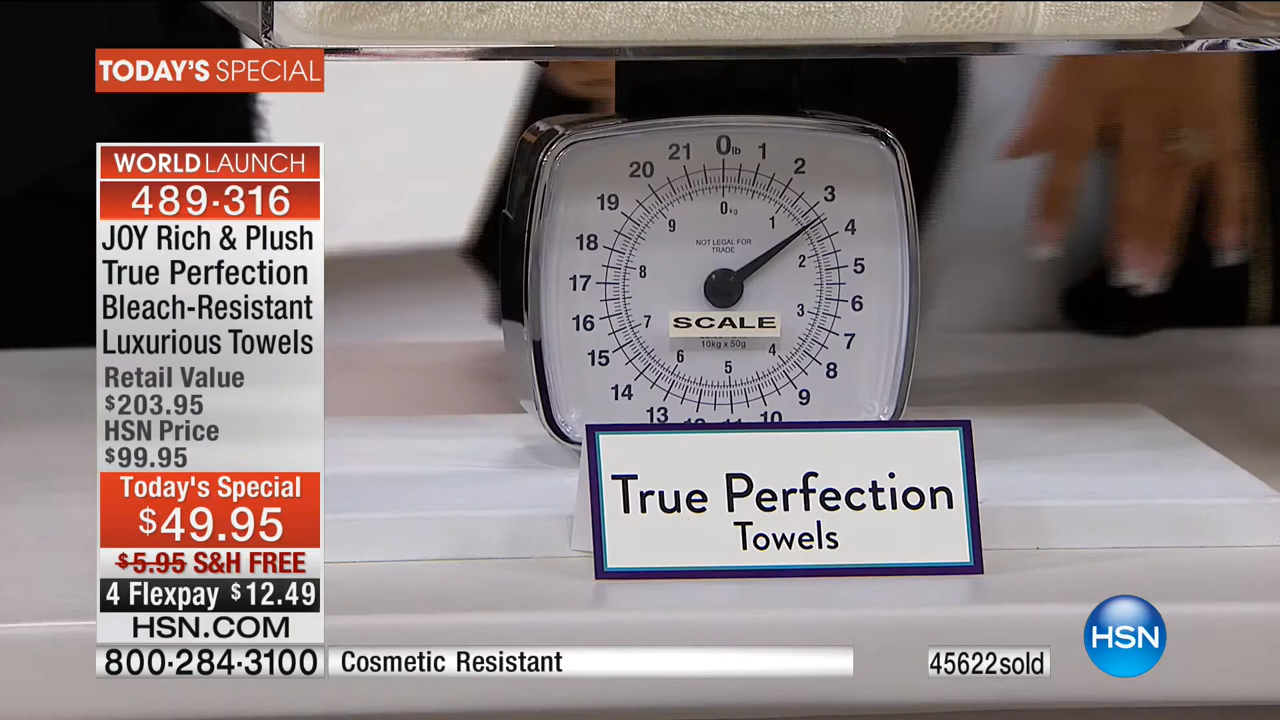 TODAY'S SPECIAL
WORLD LAUNCH
489·316
JOY Rich & Plush
True Perfection
Bleach-Resistant
Luxurious Towels
Retail Value
$203.95
HSN Price
$99.95
Today's Special
$49.95
$5.95 S&H FREE
4 Flexpay $12.49
HSN.COM
800·284·3100
Cosmetic Resistant
45622sold
HSN
0lb
1
2
3
4
5
6
7
8
9
10
13
14
15
16
17
18
19
20
21
0kg
1
2
3
4
5
6
7
8
9
NOT LEGAL FOR
TRADE
SCALE
10kg x 50g
True Perfection
Towels